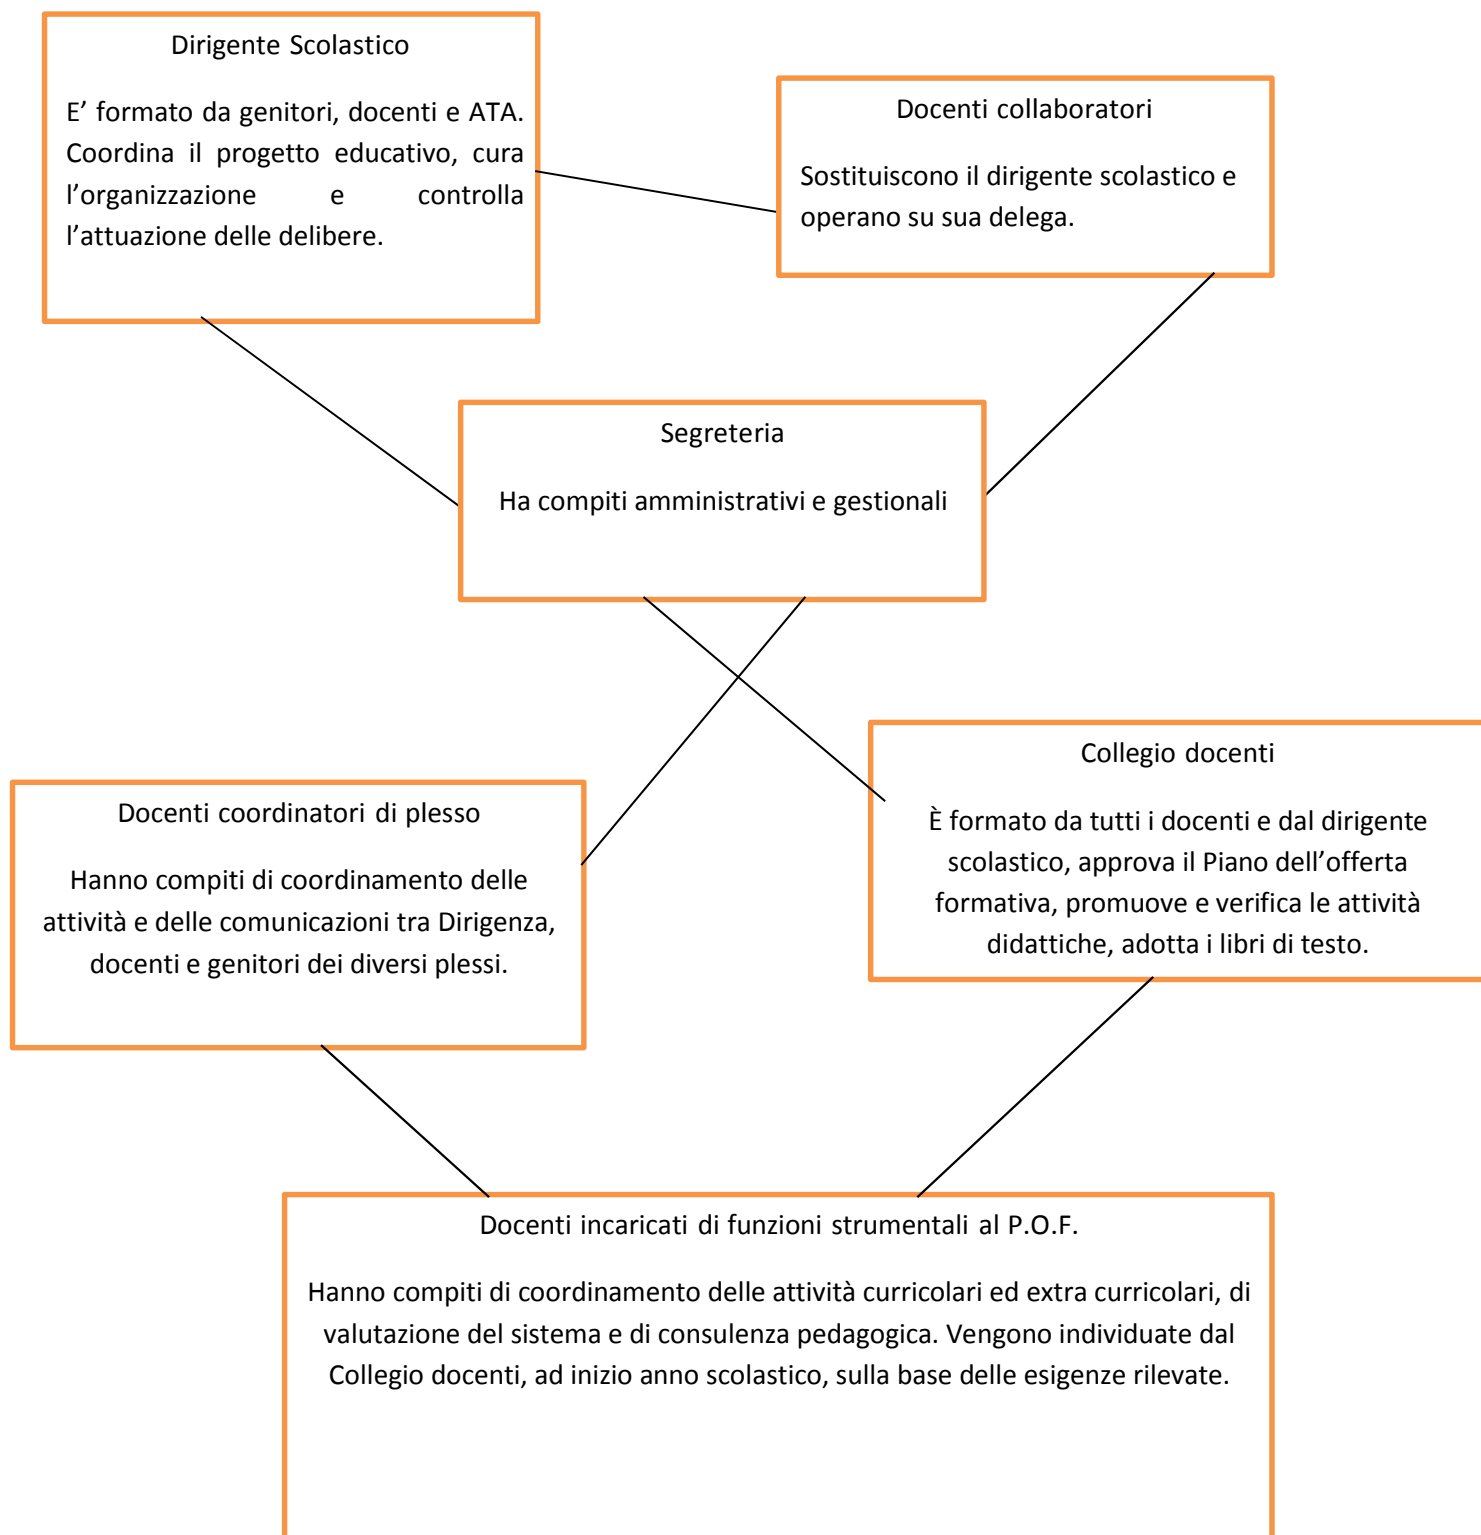 Dirigente Scolastico
E’ formato da genitori, docenti e ATA.
Coordina il progetto educativo, cura
l’organizzazione e controlla
l’attuazione delle delibere.
Docenti collaboratori
Sostituiscono il dirigente scolastico e
operano su sua delega.
Segreteria
Ha compiti amministrativi e gestionali
Collegio docenti
È formato da tutti i docenti e dal dirigente
scolastico, approva il Piano dell’offerta
formativa, promuove e verifica le attività
didattiche, adotta i libri di testo.
Docenti coordinatori di plesso
Hanno compiti di coordinamento delle
attività e delle comunicazioni tra Dirigenza,
docenti e genitori dei diversi plessi.
Docenti incaricati di funzioni strumentali al P.O.F.
Hanno compiti di coordinamento delle attività curricolari ed extra curricolari, di
valutazione del sistema e di consulenza pedagogica. Vengono individuate dal
Collegio docenti, ad inizio anno scolastico, sulla base delle esigenze rilevate.